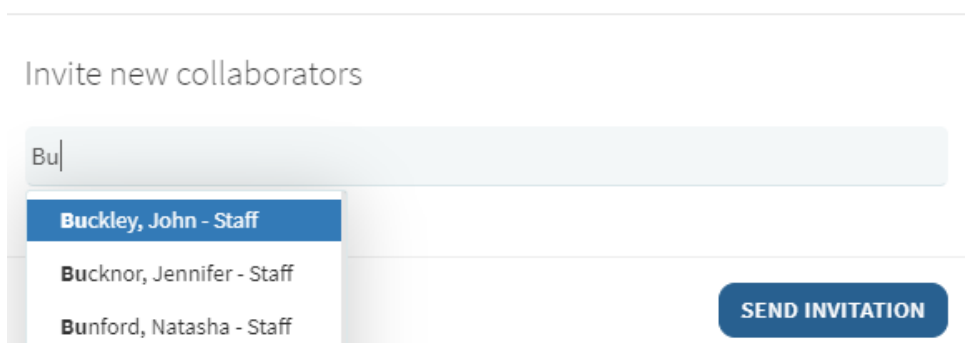 Invite new collaborators
Bu
Buckley, John - Staff
Bucknor, Jennifer - Staff
Bunford, Natasha - Staff
SEND INVITATION